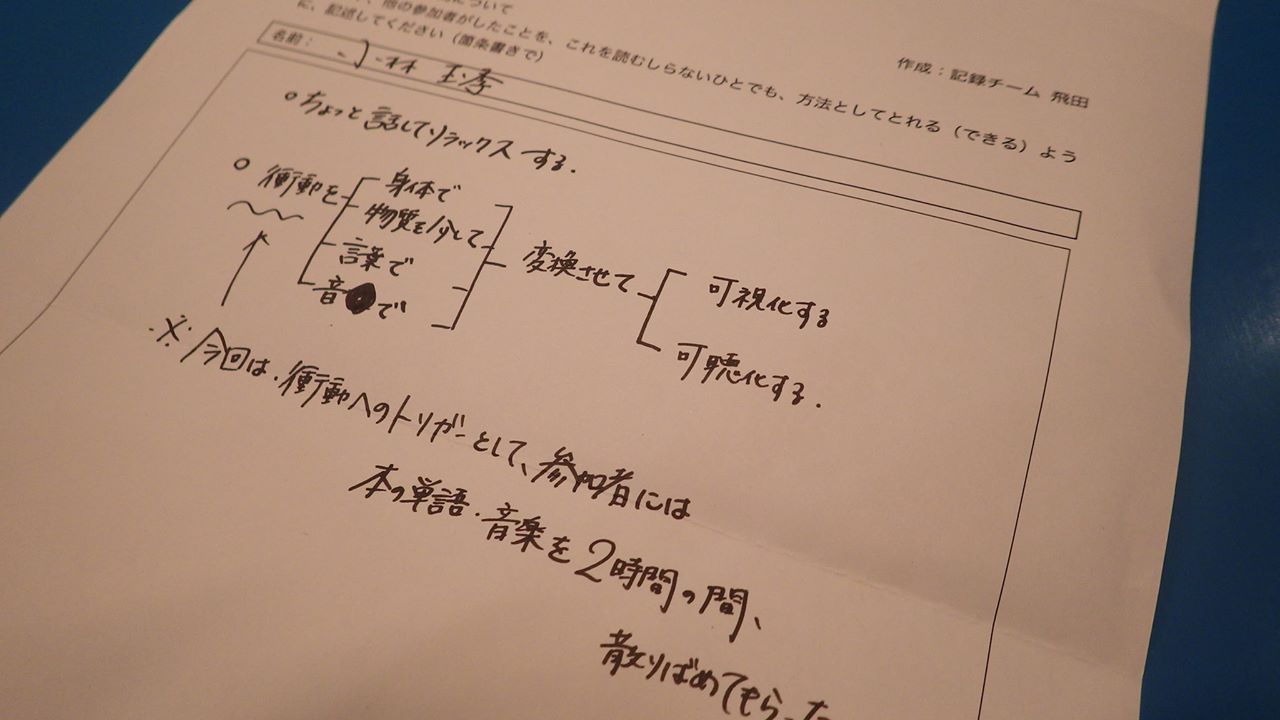 について
、他の参加者がしたことを、これを読むしらないひとでも、方法としてとれる（できる）よう
に、記述してください（箇条書きで）
作成：記録チーム 飛田
名前： 小林
○ ちょっと話してリラックスする.
○ 衝動を
身体で
物質を介して
言葉で
音で
変換させて
可視化する
可聴化する.
※今回は、衝動へのトリガーとして、参加者には
本の単語・音楽を2時間の間、
散りばめてもらった